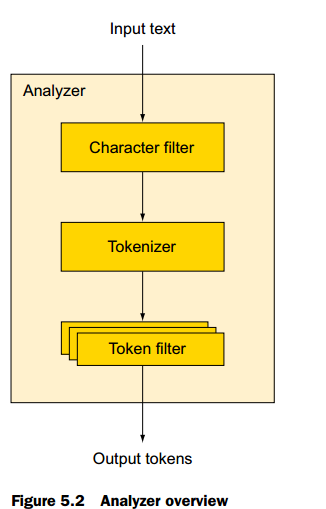 Input text
Analyzer
Character filter
Tokenizer
Token filter
Output tokens
Figure 5.2 Analyzer overview